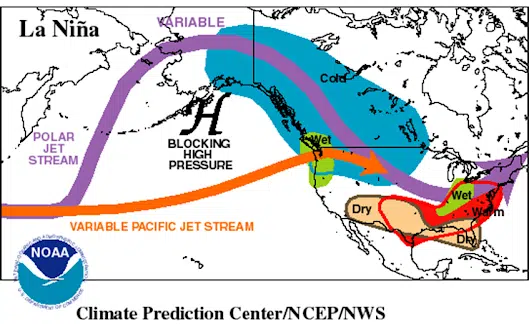 La Niña
VARIABLE
Cold
POLAR
JET
STREAM
H
BLOCKING
HIGH
PRESSURE
Wet
VARIABLE PACIFIC JET STREAM
Dry
Wet
Warm
Dry
NOAA
Climate Prediction Center/NCEP/NWS